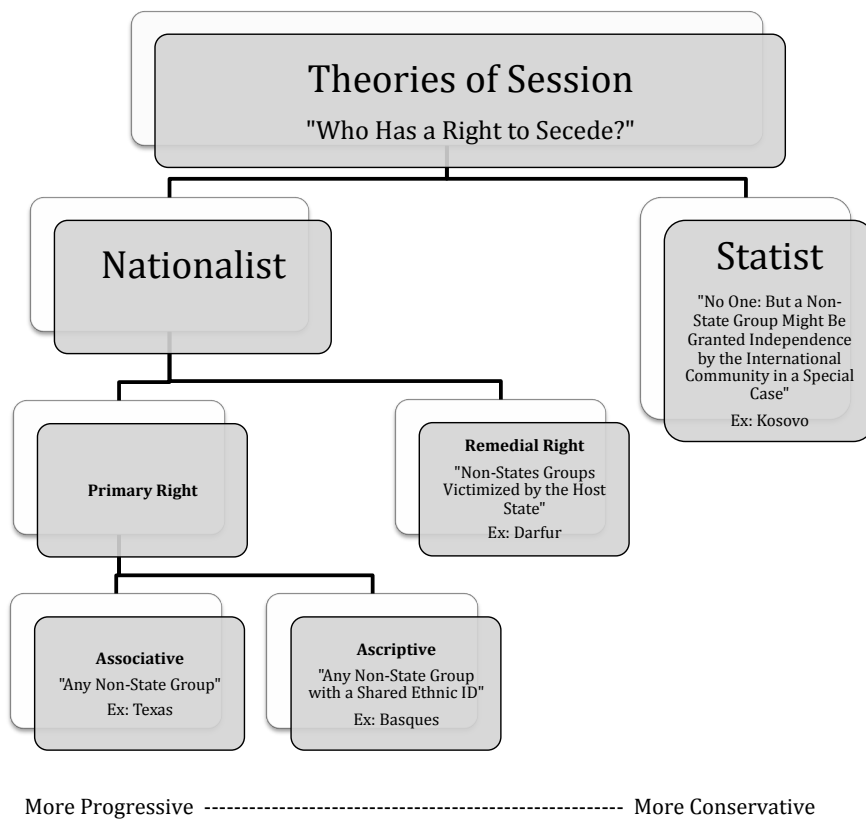 Theories of Session
"Who Has a Right to Secede?"
Nationalist
Statist
"No One: But a Non-
State Group Might Be
Granted Independence
by the International
Community in a Special
Case"
Ex: Kosovo
Primary Right
Remedial Right
"Non-States Groups
Victimized by the Host
State"
Ex: Darfur
Associative
"Any Non-State Group"
Ex: Texas
Ascriptive
"Any Non-State Group
with a Shared Ethnic ID"
Ex: Basques
More Progressive -------------------------------------------------------- More Conservative